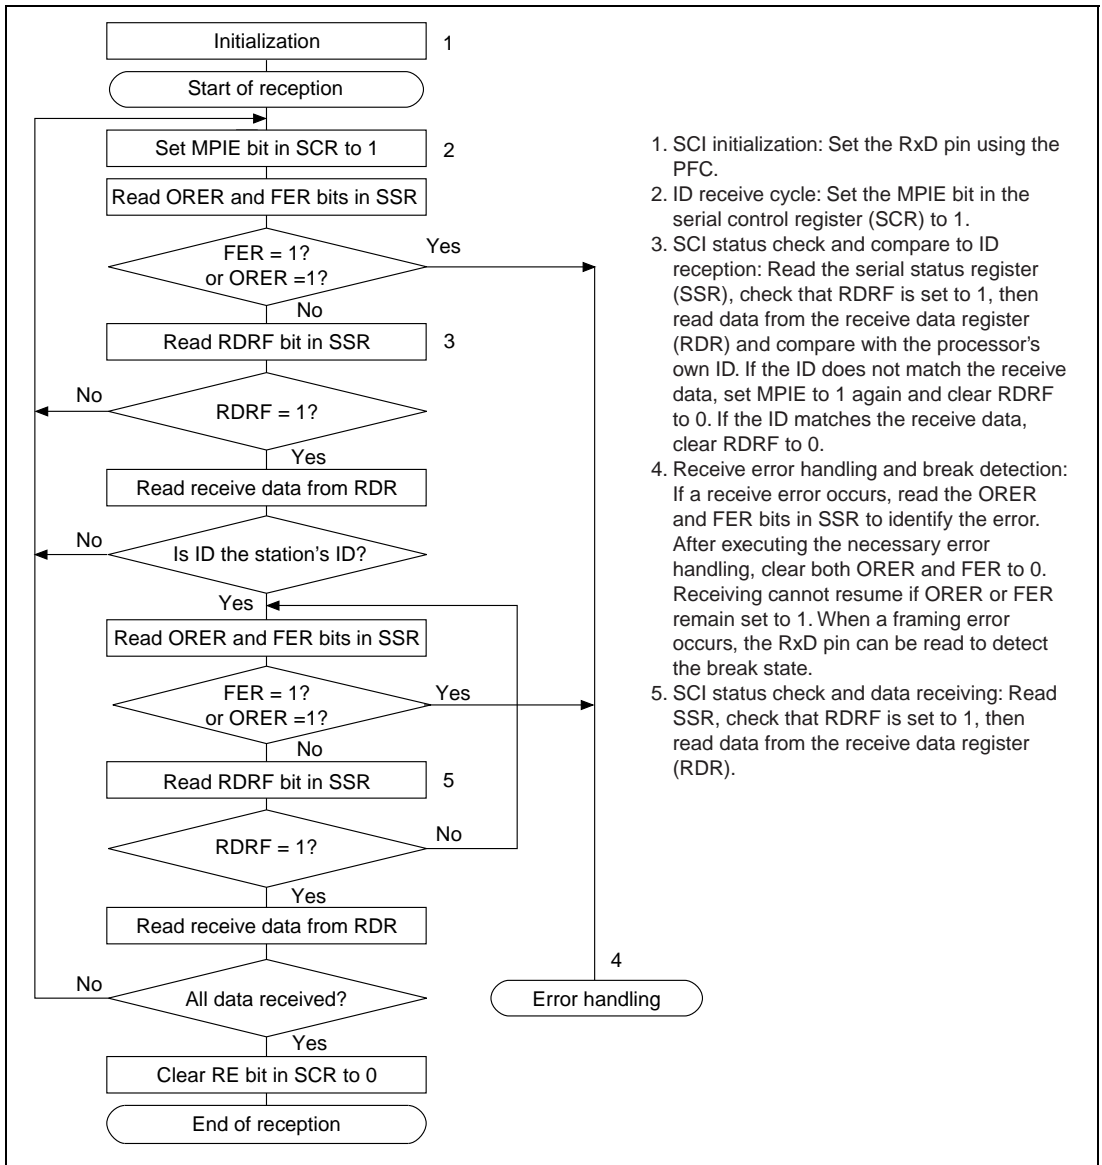 Initialization
1
Start of reception
Set MPIE bit in SCR to 1
2
Read ORER and FER bits in SSR
FER = 1?
or ORER =1?
Yes
No
Read RDRF bit in SSR
3
No
RDRF = 1?
Yes
Read receive data from RDR
No
Is ID the station's ID?
Yes
Read ORER and FER bits in SSR
FER = 1?
or ORER =1?
Yes
No
Read RDRF bit in SSR
5
RDRF = 1?
No
Yes
Read receive data from RDR
4
No
All data received?
Error handling
Yes
Clear RE bit in SCR to 0
End of reception
1. SCI initialization: Set the RxD pin using the
PFC.
2. ID receive cycle: Set the MPIE bit in the
serial control register (SCR) to 1.
3. SCI status check and compare to ID
reception: Read the serial status register
(SSR), check that RDRF is set to 1, then
read data from the receive data register
(RDR) and compare with the processor's
own ID. If the ID does not match the receive
data, set MPIE to 1 again and clear RDRF
to 0. If the ID matches the receive data,
clear RDRF to 0.
4. Receive error handling and break detection:
If a receive error occurs, read the ORER
and FER bits in SSR to identify the error.
After executing the necessary error
handling, clear both ORER and FER to 0.
Receiving cannot resume if ORER or FER
remain set to 1. When a framing error
occurs, the RxD pin can be read to detect
the break state.
5. SCI status check and data receiving: Read
SSR, check that RDRF is set to 1, then
read data from the receive data register
(RDR).